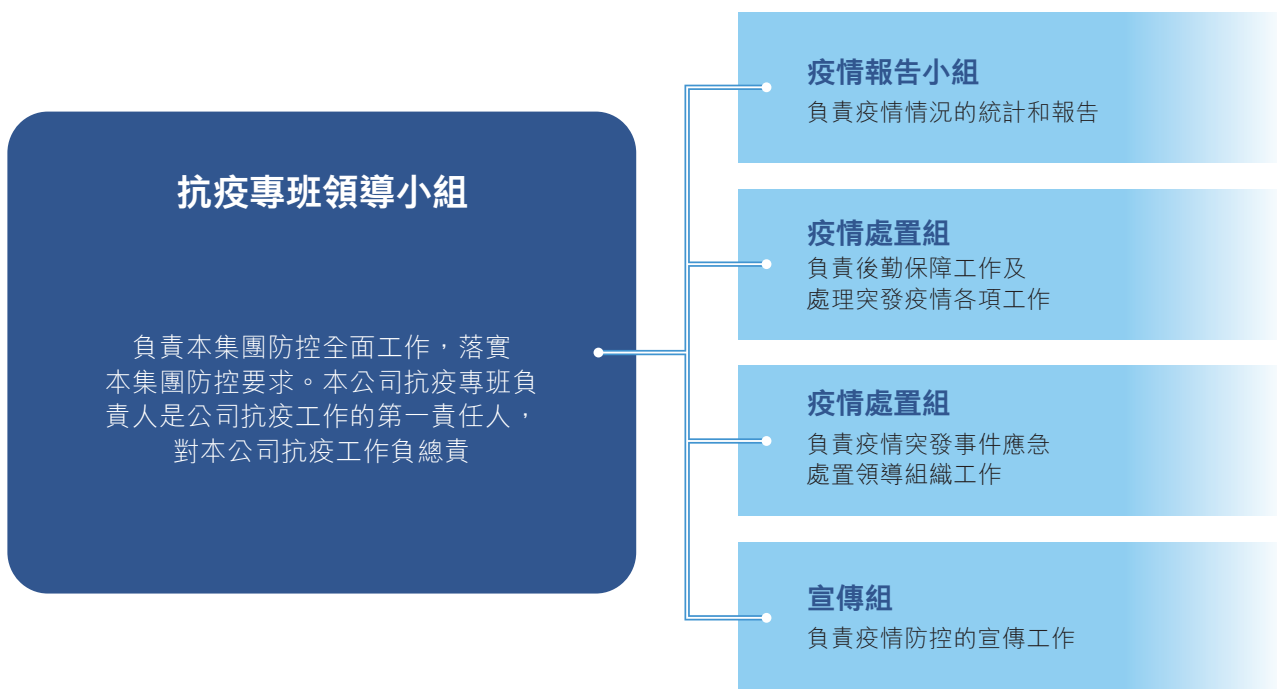 抗疫專班領導小組
負責本集團防控全面工作，落實
本集團防控要求。本公司抗疫專班負
責人是公司抗疫工作的第一責任人，
對本公司抗疫工作負總責
疫情報告小組
負責疫情情況的統計和報告
疫情處置組
負責後勤保障工作及
處理突發疫情各項工作
疫情處置組
負責疫情突發事件應急
處置領導組織工作
宣傳組
負責疫情防控的宣傳工作